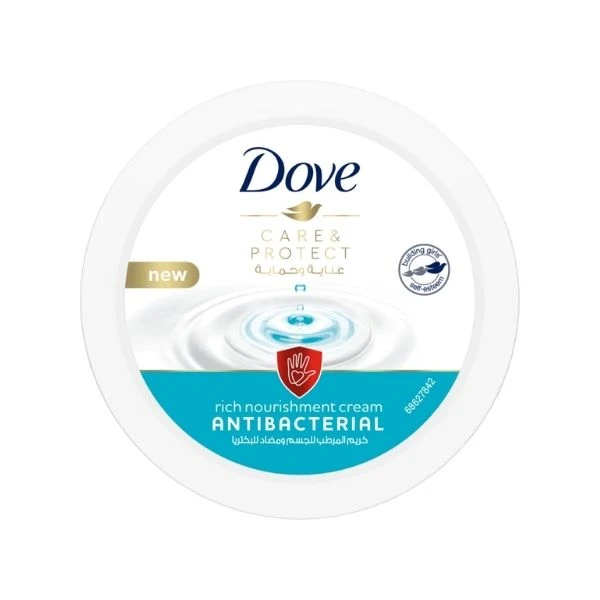 Dove
CARE &
PROTECT
عناية وحماية
new
building girls'
self-esteem
rich nourishment cream
ANTIBACTERIAL
كريم المرطب للجسم ومضاد للبكتريا
68627842